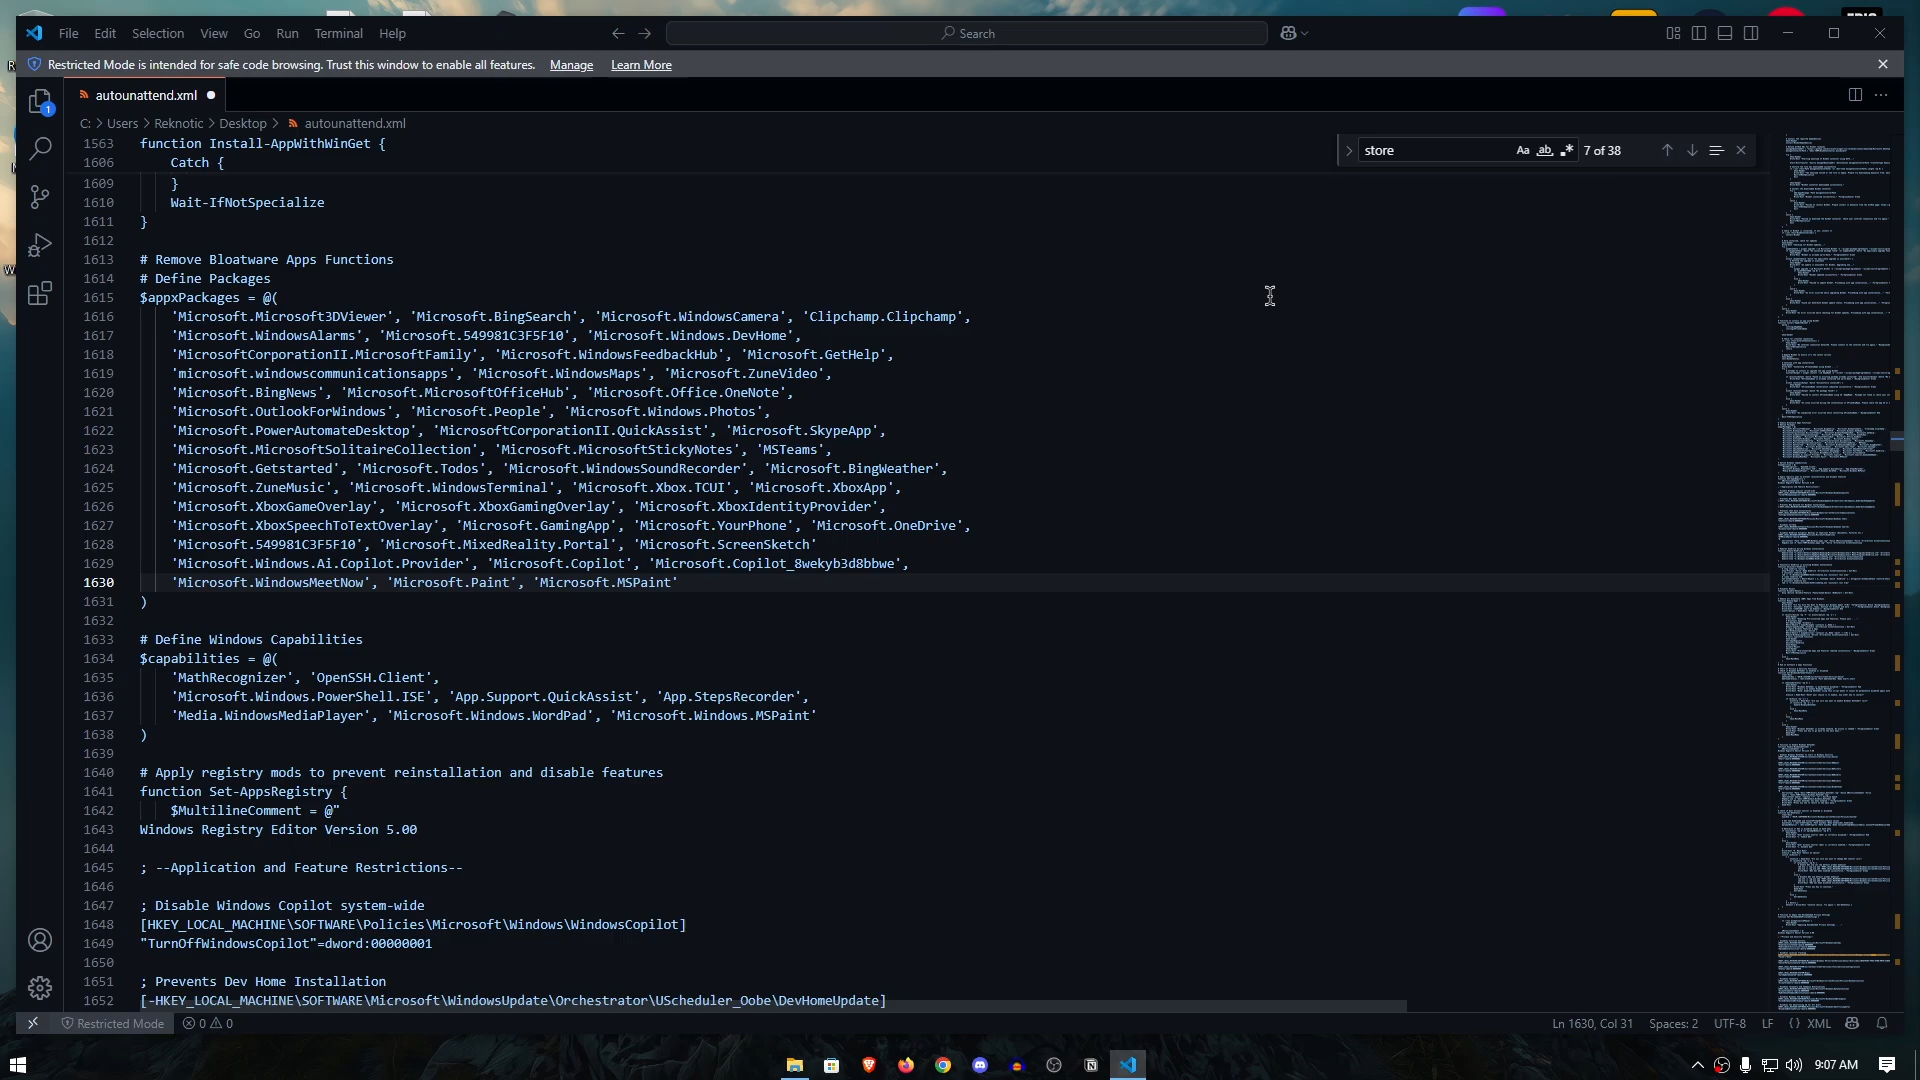 File Edit Selection View Go Run Terminal Help
Search
Restricted Mode is intended for safe code browsing. Trust this window to enable all features. Manage Learn More
autounattend.xml
C: > Users > Reknotic > Desktop > autounattend.xml
store
Aa ab 7 of 38
1563 function Install-AppWithWinGet {
1606 Catch {
1609 }
1610 Wait-IfNotSpecialize
1611 }
1612
1613 # Remove Bloatware Apps Functions
1614 # Define Packages
1615 $appxPackages = @(
1616 'Microsoft.Microsoft3DViewer', 'Microsoft.BingSearch', 'Microsoft.WindowsCamera', 'Clipchamp.Clipchamp',
1617 'Microsoft.WindowsAlarms', 'Microsoft.549981C3F5F10', 'Microsoft.Windows.DevHome',
1618 'MicrosoftCorporationII.MicrosoftFamily', 'Microsoft.WindowsFeedbackHub', 'Microsoft.GetHelp',
1619 'microsoft.windowscommunicationsapps', 'Microsoft.WindowsMaps', 'Microsoft.ZuneVideo',
1620 'Microsoft.BingNews', 'Microsoft.MicrosoftOfficeHub', 'Microsoft.Office.OneNote',
1621 'Microsoft.OutlookForWindows', 'Microsoft.People', 'Microsoft.Windows.Photos',
1622 'Microsoft.PowerAutomateDesktop', 'MicrosoftCorporationII.QuickAssist', 'Microsoft.SkypeApp',
1623 'Microsoft.MicrosoftSolitaireCollection', 'Microsoft.MicrosoftStickyNotes', 'MSTeams',
1624 'Microsoft.Getstarted', 'Microsoft.Todos', 'Microsoft.WindowsSoundRecorder', 'Microsoft.BingWeather',
1625 'Microsoft.ZuneMusic', 'Microsoft.WindowsTerminal', 'Microsoft.Xbox.TCUI', 'Microsoft.XboxApp',
1626 'Microsoft.XboxGameOverlay', 'Microsoft.XboxGamingOverlay', 'Microsoft.XboxIdentityProvider',
1627 'Microsoft.XboxSpeechToTextOverlay', 'Microsoft.GamingApp', 'Microsoft.YourPhone', 'Microsoft.OneDrive',
1628 'Microsoft.549981C3F5F10', 'Microsoft.MixedReality.Portal', 'Microsoft.ScreenSketch'
1629 'Microsoft.Windows.Ai.Copilot.Provider', 'Microsoft.Copilot', 'Microsoft.Copilot_8wekyb3d8bbwe',
1630 'Microsoft.WindowsMeetNow', 'Microsoft.Paint', 'Microsoft.MSPaint'
1631 )
1632
1633 # Define Windows Capabilities
1634 $capabilities = @(
1635 'MathRecognizer', 'OpenSSH.Client',
1636 'Microsoft.Windows.PowerShell.ISE', 'App.Support.QuickAssist', 'App.StepsRecorder',
1637 'Media.WindowsMediaPlayer', 'Microsoft.Windows.WordPad', 'Microsoft.Windows.MSPaint'
1638 )
1639
1640 # Apply registry mods to prevent reinstallation and disable features
1641 function Set-AppsRegistry {
1642 $MultilineComment = @"
1643 Windows Registry Editor Version 5.00
1644
1645 ; --Application and Feature Restrictions--
1646
1647 ; Disable Windows Copilot system-wide
1648 [HKEY_LOCAL_MACHINE\SOFTWARE\Policies\Microsoft\Windows\WindowsCopilot]
1649 "TurnOffWindowsCopilot"=dword:00000001
1650
1651 ; Prevents Dev Home Installation
1652 [-HKEY_LOCAL_MACHINE\SOFTWARE\Microsoft\WindowsUpdate\Orchestrator\UScheduler_Oobe\DevHomeUpdate]
Restricted Mode 0 0 Ln 1630, Col 31 Spaces: 2 UTF-8 LF {} XML
9:07 AM